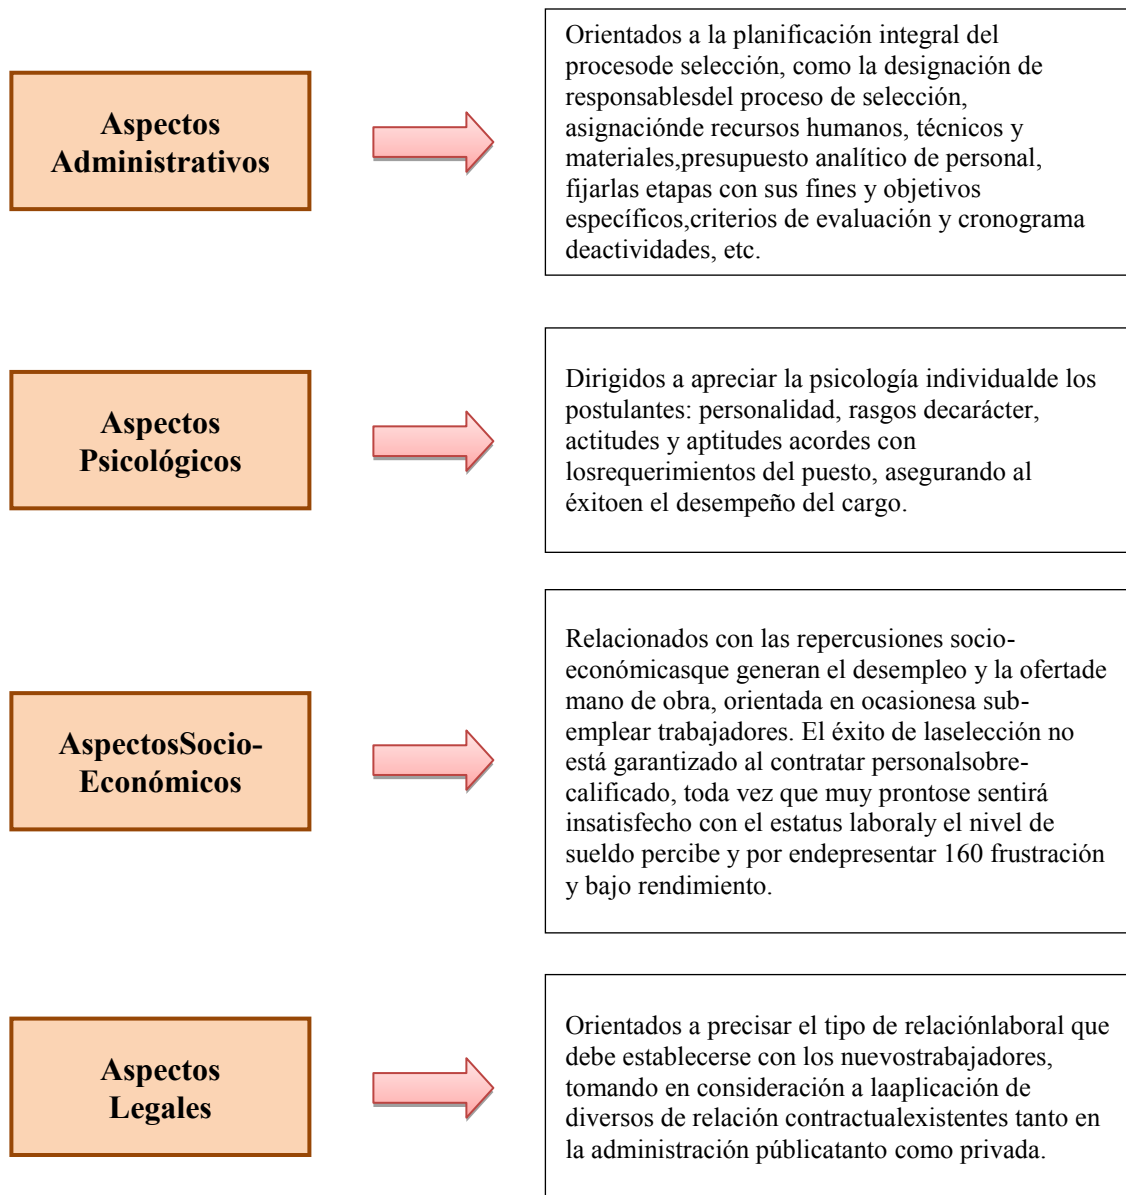 Aspectos
Administrativos
Orientados a la planificación integral del
procesode selección, como la designación de
responsablesdel proceso de selección,
asignaciónde recursos humanos, técnicos y
materiales,presupuesto analítico de personal,
fijarlas etapas con sus fines y objetivos
específicos,criterios de evaluación y cronograma
deactividades, etc.
Aspectos
Psicológicos
Dirigidos a apreciar la psicología individualde los
postulantes: personalidad, rasgos decarácter,
actitudes y aptitudes acordes con
losrequerimientos del puesto, asegurando al
éxitoen el desempeño del cargo.
AspectosSocio-
Económicos
Relacionados con las repercusiones socio-
económicasque generan el desempleo y la ofertade
mano de obra, orientada en ocasionesa sub-
emplear trabajadores. El éxito de laselección no
está garantizado al contratar personalsobre-
calificado, toda vez que muy prontose sentirá
insatisfecho con el estatus laboraly el nivel de
sueldo percibe y por endepresentar 160 frustración
y bajo rendimiento.
Aspectos
Legales
Orientados a precisar el tipo de relaciónlaboral que
debe establecerse con los nuevostrabajadores,
tomando en consideración a laaplicación de
diversos de relación contractualexistentes tanto en
la administración públicatanto como privada.